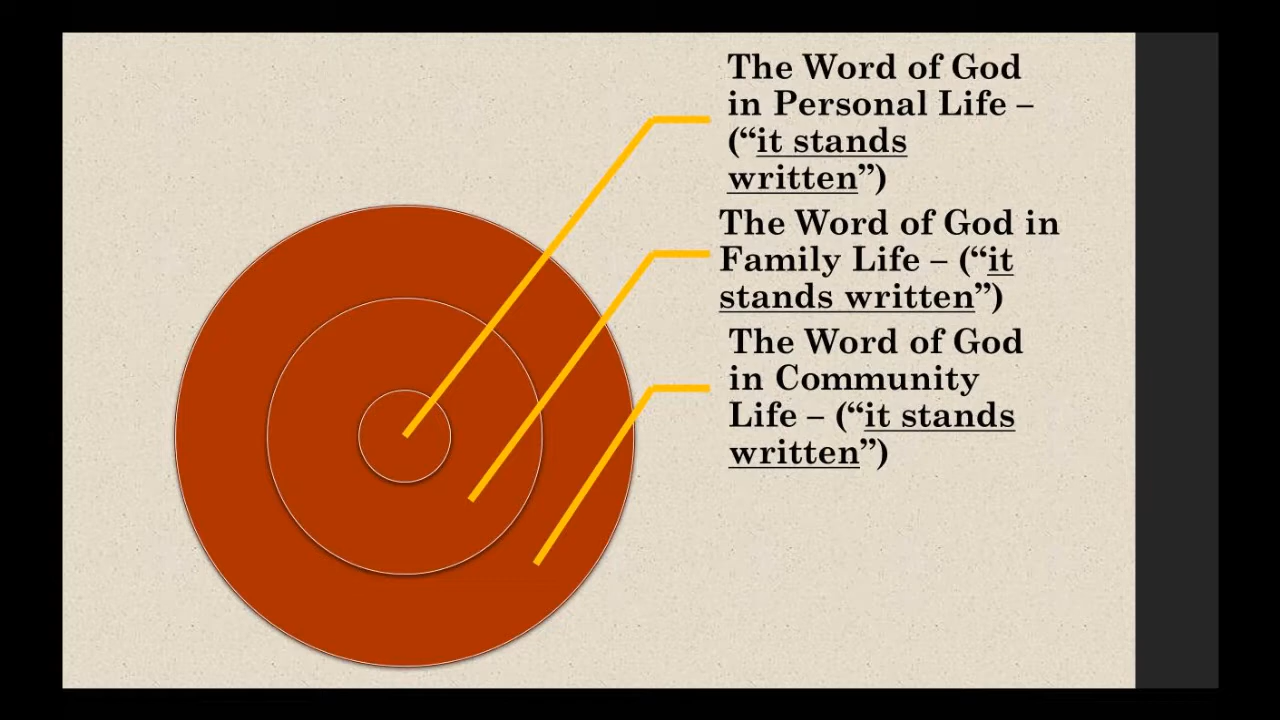 The Word of God
in Personal Life –
(“it stands
written”)
The Word of God in
Family Life – (“it
stands written”)
The Word of God
in Community
Life – (“it stands
written”)